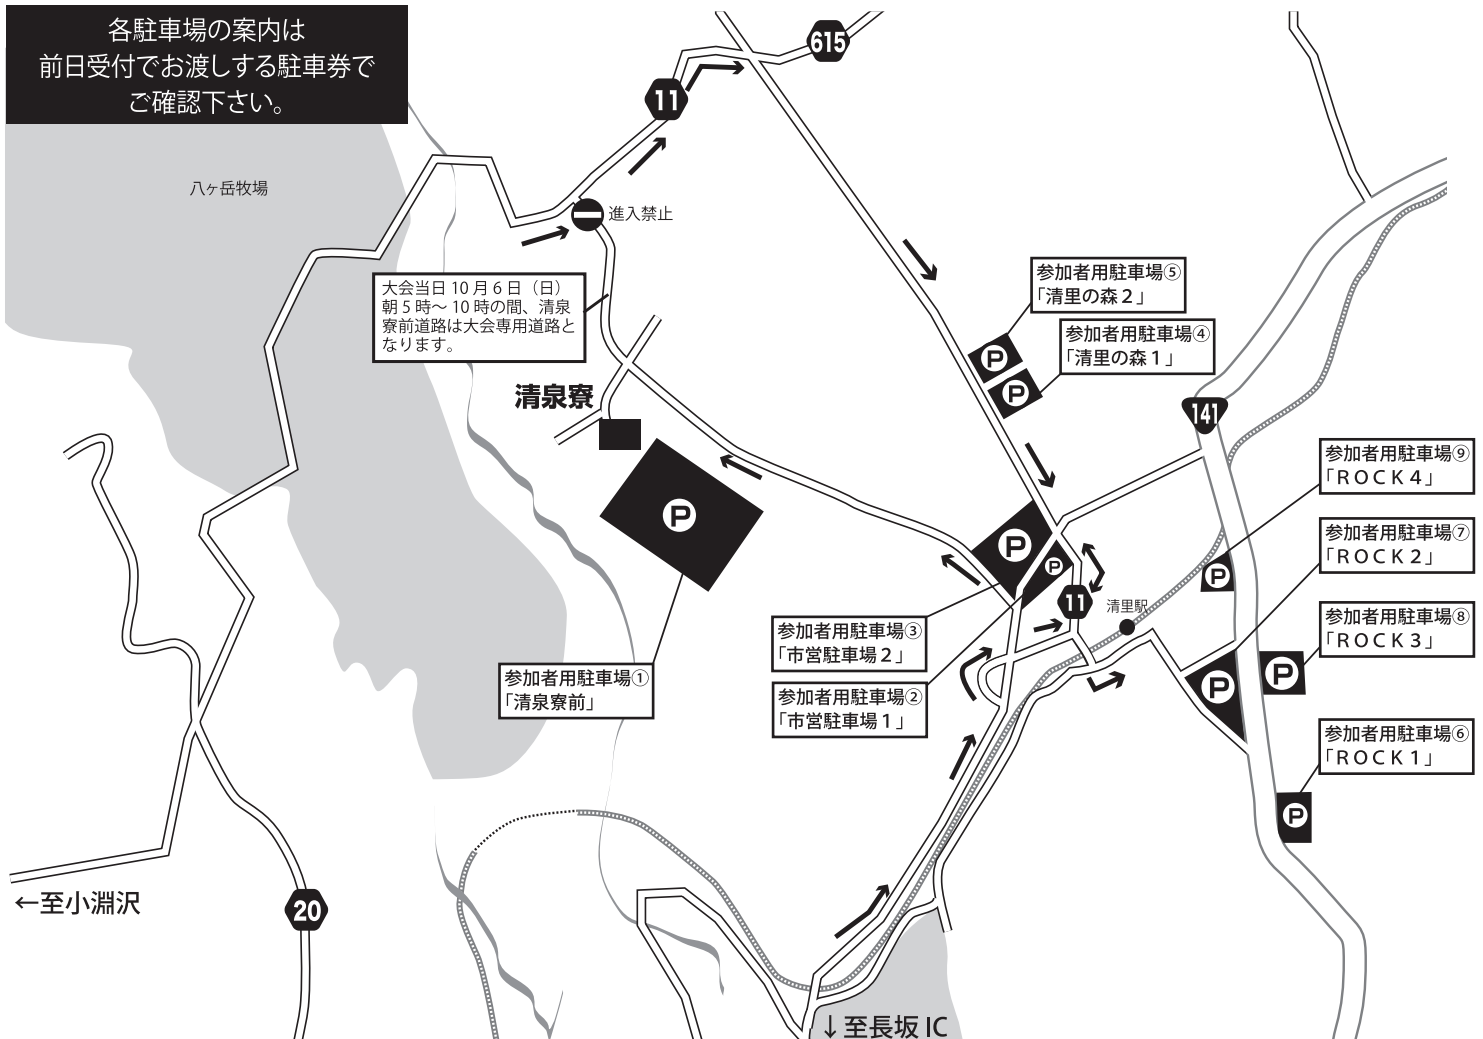 各駐車場の案内は
前日受付でお渡しする駐車券で
ご確認下さい。
615
11
八ヶ岳牧場
進入禁止
大会当日10月6日（日）
朝5時〜10時の間、清泉
寮前道路は大会専用道路と
なります。
参加者用駐車場⑤
「清里の森2」
参加者用駐車場④
「清里の森1」
P
P
清泉寮
141
参加者用駐車場⑨
「ROCK4」
P
P
P
参加者用駐車場⑦
「ROCK2」
P
11
清里駅
参加者用駐車場③
「市営駐車場2」
参加者用駐車場⑧
「ROCK3」
参加者用駐車場①
「清泉寮前」
P
P
参加者用駐車場②
「市営駐車場1」
参加者用駐車場⑥
「ROCK1」
P
←至小淵沢
20
↓至長坂IC